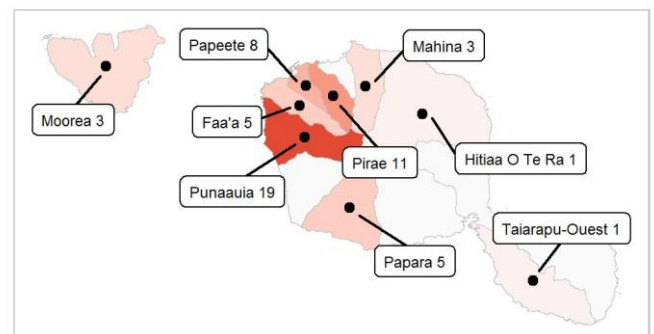 Papeete 8
Mahina 3
Moorea 3
Faa'a 5
Pirae 11
Hitiaa O Te Ra 1
Punaauia 19
Taiarapu-Ouest 1
Papara 5